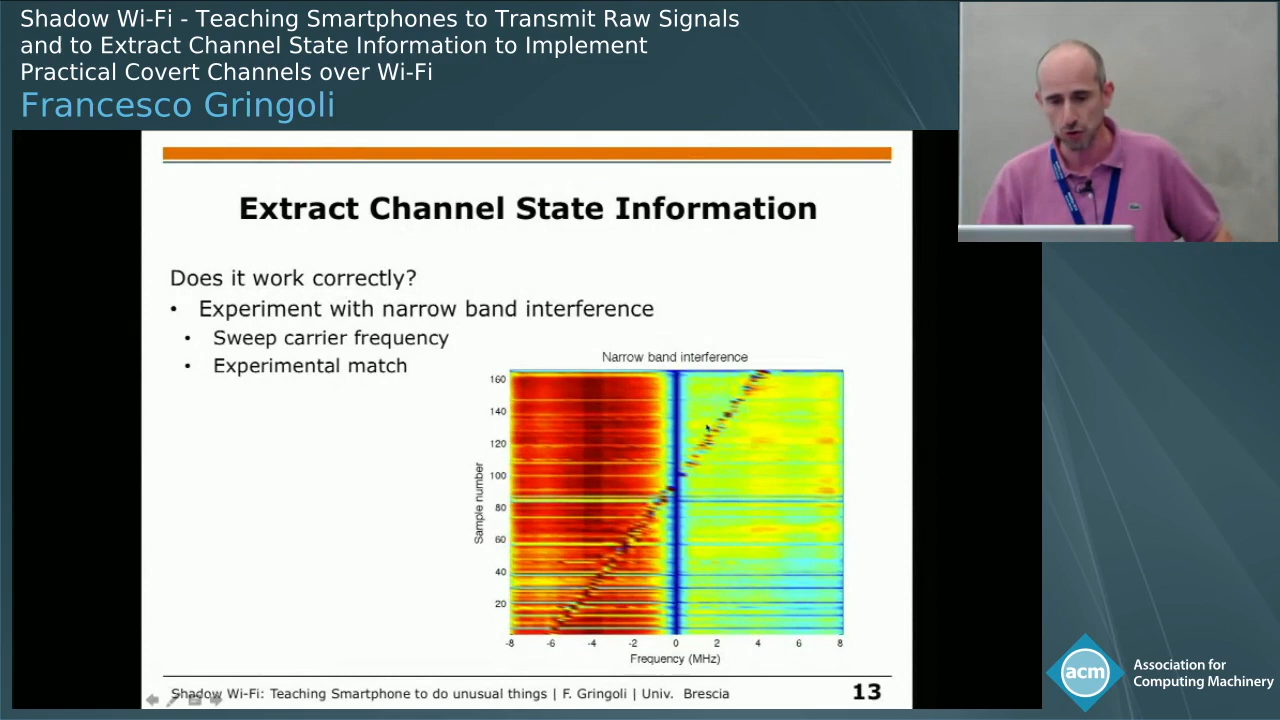 Shadow Wi-Fi - Teaching Smartphones to Transmit Raw Signals
and to Extract Channel State Information to Implement
Practical Covert Channels over Wi-Fi
Francesco Gringoli
Extract Channel State Information
Does it work correctly?
• Experiment with narrow band interference
• Sweep carrier frequency
• Experimental match
Narrow band interference
160
140
120
100
80
60
40
20
Sample number
-8 -6 -4 -2 0 2 4 6 8
Frequency (MHz)
Shadow Wi-Fi: Teaching Smartphone to do unusual things | F. Gringoli | Univ. Brescia
13
acm
Association for
Computing Machinery